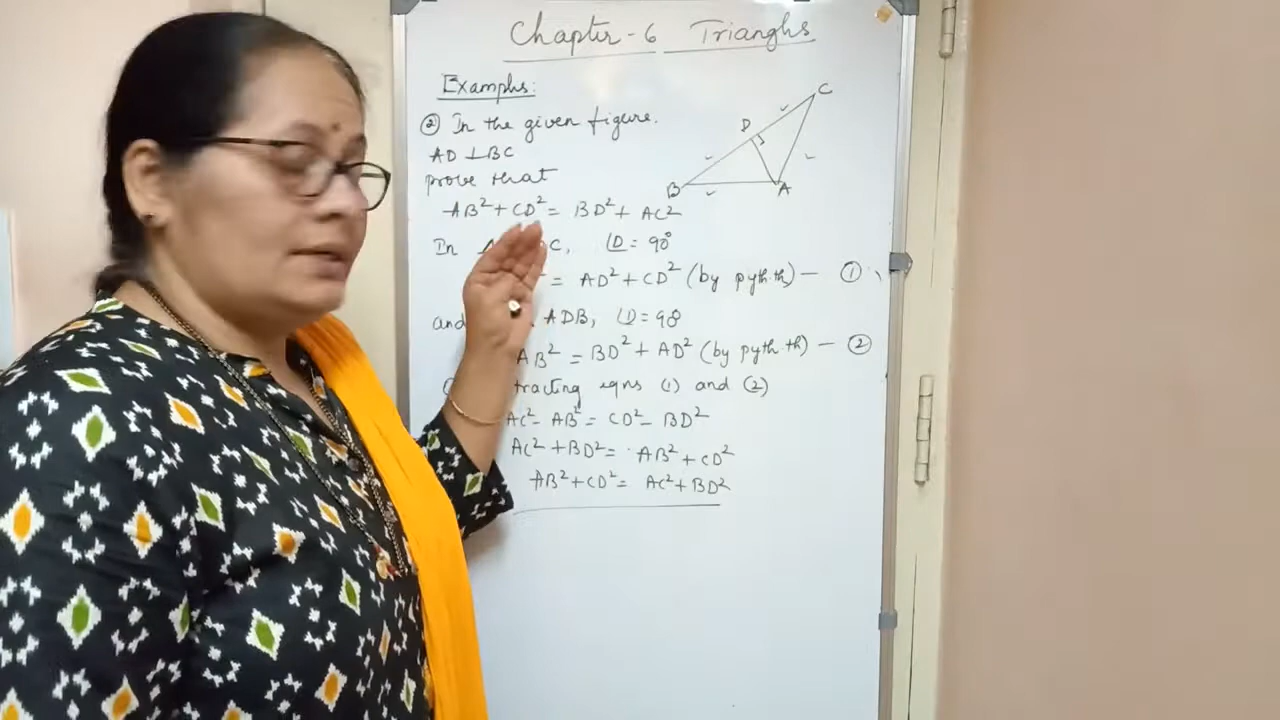 Chapter-6 Triangles
Examples:
② In the given figure.
AD ⊥ BC
prove that
AB² + CD² = BD² + AC²
In C, ∠D = 90°
² = AD² + CD² (by pyth th) — ①
and ADB, ∠D = 90
AB² = BD² + AD² (by pyth th) — ②
tracting eqns (1) and (2)
AC² - AB² = CD² - BD²
AC² + BD² = AB² + CD²
AB² + CD² = AC² + BD²
C
D
B
A